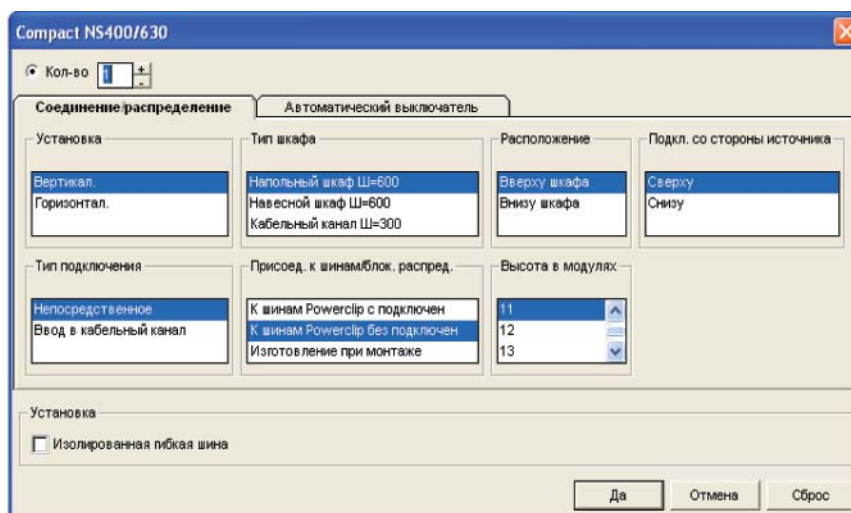 Compact NS400/630
Кол-во 1 + -
Соединение/распределение Автоматический выключатель
Установка Тип шкафа Расположение Подкл. со стороны источника
Вертикал. Напольный шкаф Ш=600 Вверху шкафа Сверху
Горизонтал. Навесной шкаф Ш=600 Внизу шкафа Снизу
Кабельный канал Ш=300
Тип подключения Присоед. к шинам/блок. распред. Высота в модулях
Непосредственное К шинам Powerclip с подключен 11
Ввод в кабельный канал К шинам Powerclip без подключен 12
Изготовление при монтаже 13
Установка
Изолированная гибкая шина
Да Отмена Сброс